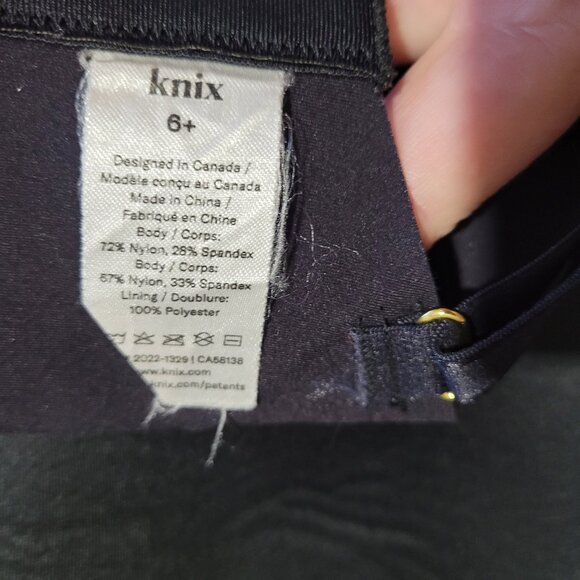 knix
6+
Designed in Canada /
Modèle conçu au Canada
Made in China /
Fabriqué en Chine
Body / Corps:
72% Nylon, 28% Spandex
Body / Corps:
67% Nylon, 33% Spandex
Lining / Doublure:
100% Polyester
2022-1329 | CA58138
www.knix.com
knix.com/patents